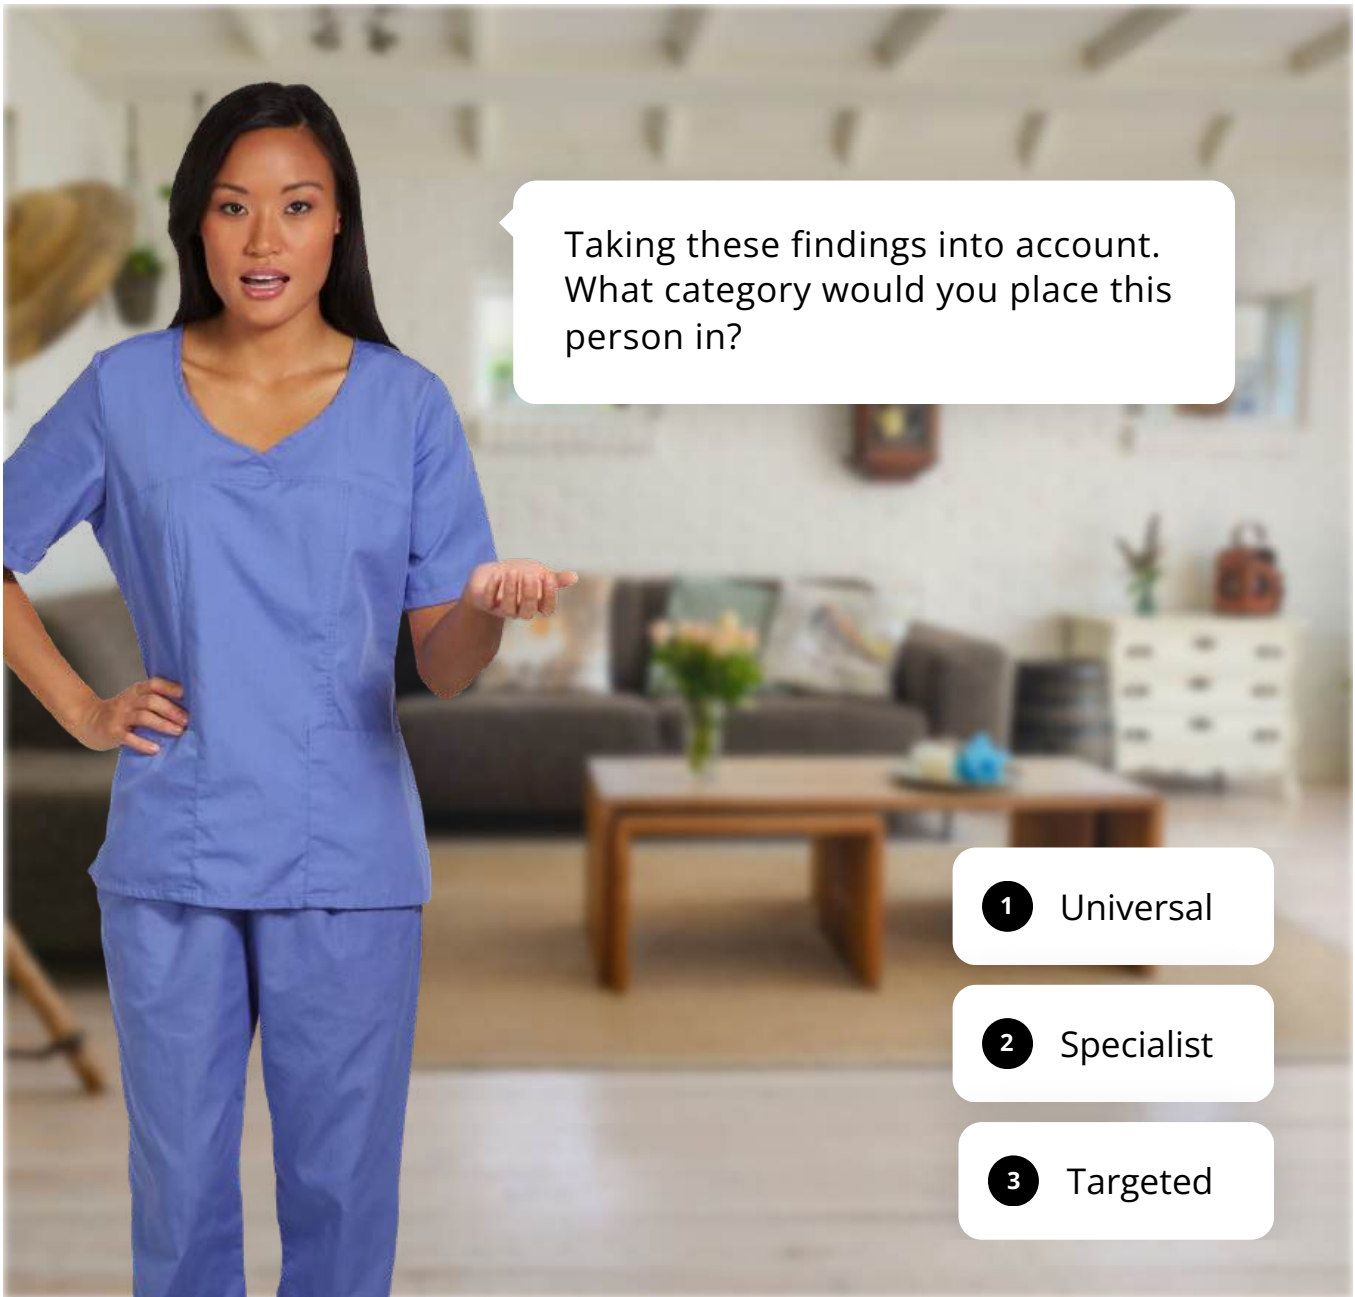 Taking these findings into account.
What category would you place this
person in?
1 Universal
2 Specialist
3 Targeted